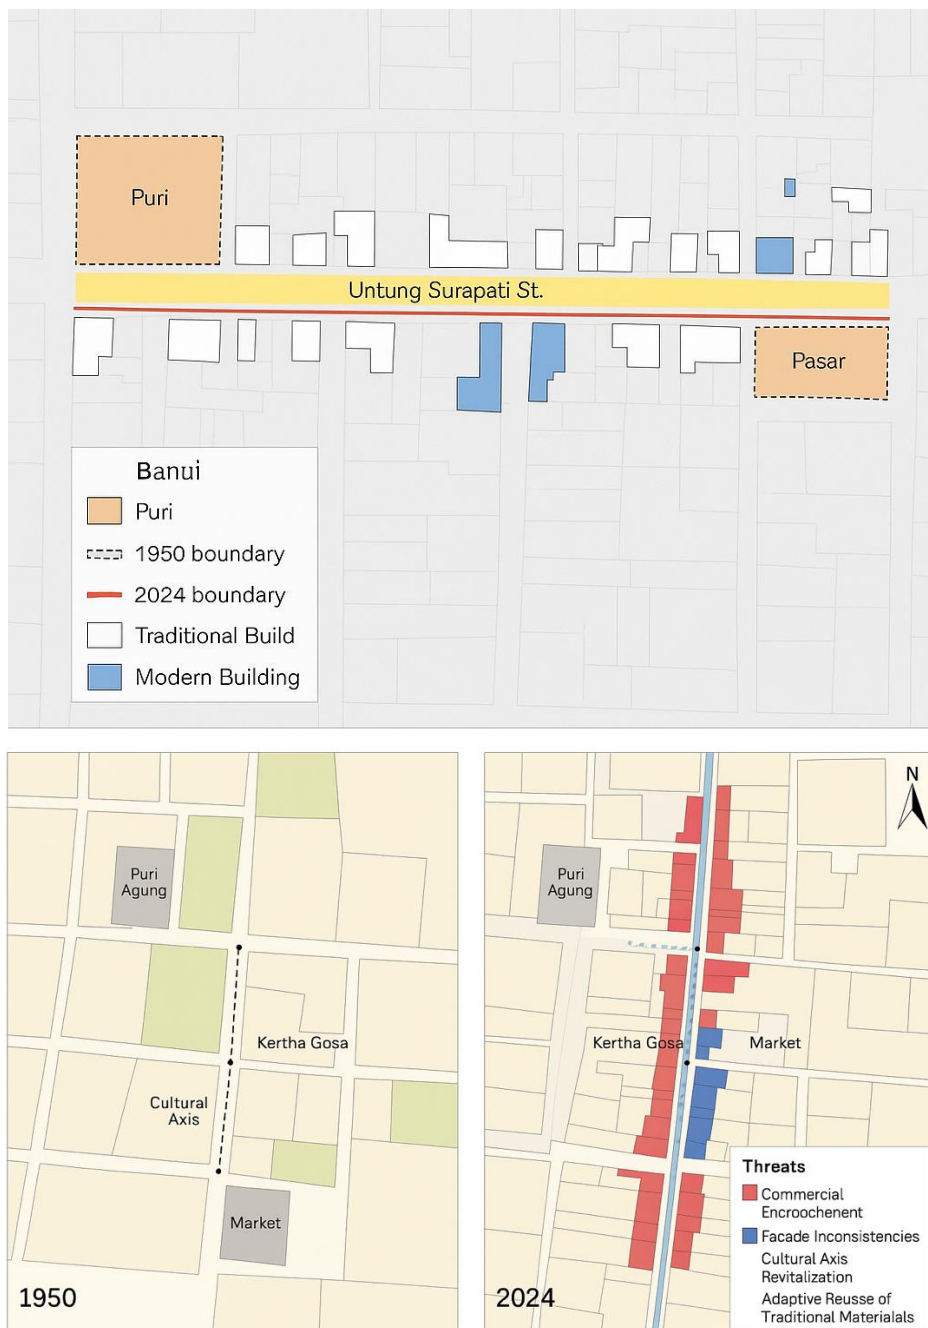 Puri
Untung Surapati St.
Pasar
Banui
Puri
1950 boundary
2024 boundary
Traditional Build
Modern Building
Puri
Agung
Kertha Gosa
Cultural
Axis
Market
1950
N
Puri
Agung
Kertha Gosa
Market
Threats
Commercial
Encroochenent
Facade Inconsistencies
Cultural Axis
Revitalization
Adaptive Reusse of
Traditional Materialals
2024